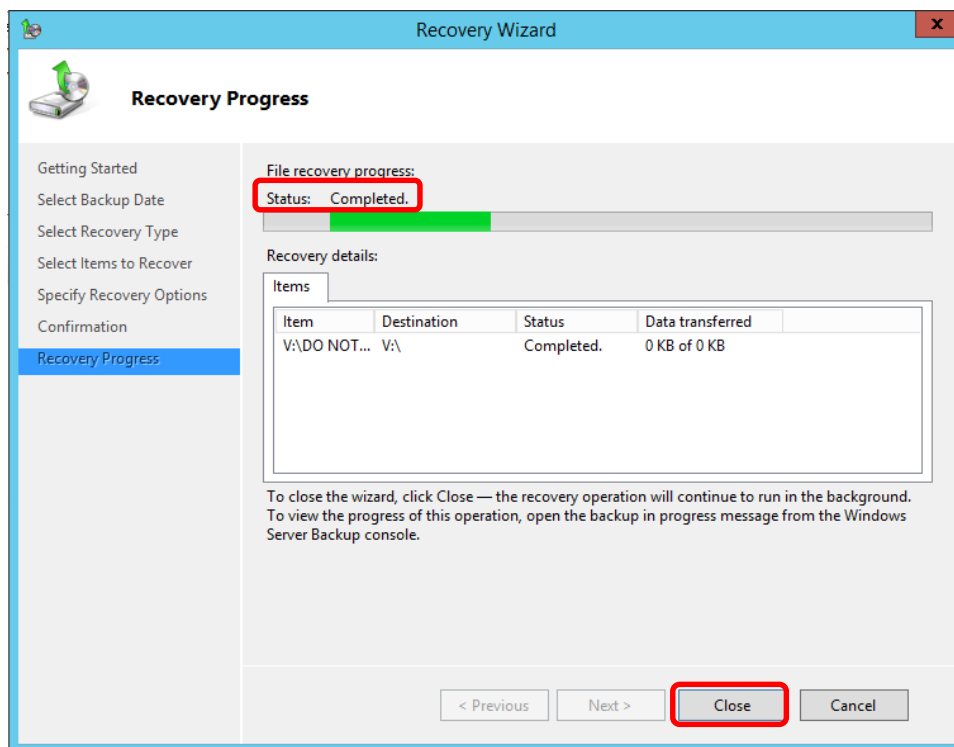 Recovery Wizard
x
Recovery Progress
Getting Started
Select Backup Date
Select Recovery Type
Select Items to Recover
Specify Recovery Options
Confirmation
Recovery Progress
File recovery progress:
Status: Completed.
Recovery details:
Items
Item Destination Status Data transferred
V:\DO NOT... V:\ Completed. 0 KB of 0 KB
To close the wizard, click Close — the recovery operation will continue to run in the background.
To view the progress of this operation, open the backup in progress message from the Windows
Server Backup console.
< Previous Next > Close Cancel